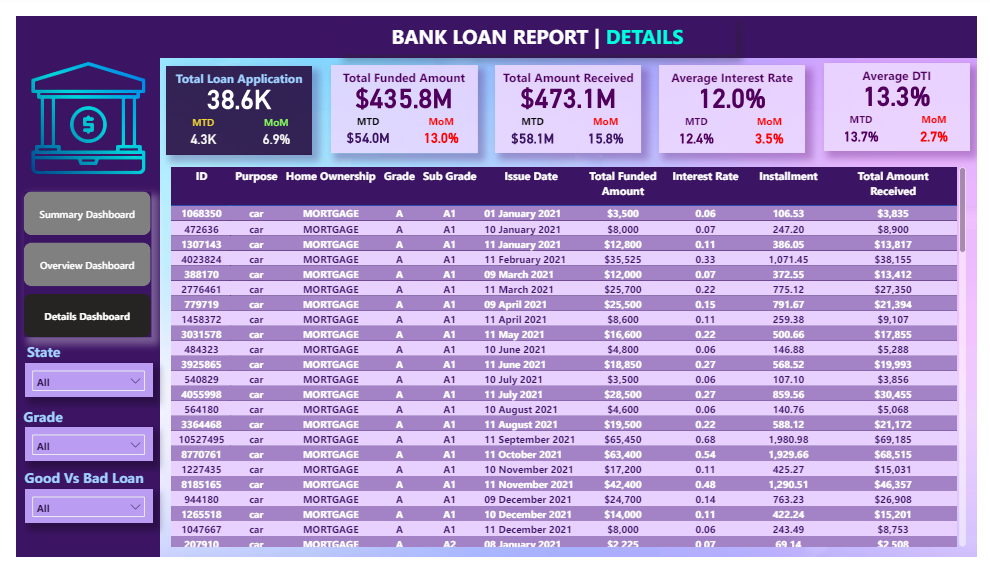 BANK LOAN REPORT | DETAILS
$
Total Loan Application
38.6K
MTD MoM
4.3K 6.9%
Total Funded Amount
$435.8M
MTD MoM
$54.0M 13.0%
Total Amount Received
$473.1M
MTD MoM
$58.1M 15.8%
Average Interest Rate
12.0%
MTD MoM
12.4% 3.5%
Average DTI
13.3%
MTD MoM
13.7% 2.7%
Summary Dashboard
Overview Dashboard
Details Dashboard
State
All
Grade
All
Good Vs Bad Loan
All
ID Purpose Home Ownership Grade Sub Grade Issue Date Total Funded Amount Interest Rate Installment Total Amount Received
1068350 car MORTGAGE A A1 01 January 2021 $3,500 0.06 106.53 $3,835
472636 car MORTGAGE A A1 10 January 2021 $8,000 0.07 247.20 $8,900
1307143 car MORTGAGE A A1 11 January 2021 $12,800 0.11 386.05 $13,817
4023824 car MORTGAGE A A1 11 February 2021 $35,525 0.33 1,071.45 $38,155
388170 car MORTGAGE A A1 09 March 2021 $12,000 0.07 372.55 $13,412
2776461 car MORTGAGE A A1 11 March 2021 $25,700 0.22 775.12 $27,350
779719 car MORTGAGE A A1 09 April 2021 $25,500 0.15 791.67 $21,394
1458372 car MORTGAGE A A1 11 April 2021 $8,600 0.11 259.38 $9,107
3031578 car MORTGAGE A A1 11 May 2021 $16,600 0.22 500.66 $17,855
484323 car MORTGAGE A A1 10 June 2021 $4,800 0.06 146.88 $5,288
3925865 car MORTGAGE A A1 11 June 2021 $18,850 0.27 568.52 $19,993
540829 car MORTGAGE A A1 10 July 2021 $3,500 0.06 107.10 $3,856
4055998 car MORTGAGE A A1 11 July 2021 $28,500 0.27 859.56 $30,455
564180 car MORTGAGE A A1 10 August 2021 $4,600 0.06 140.76 $5,068
3364468 car MORTGAGE A A1 11 August 2021 $19,500 0.22 588.12 $21,172
10527495 car MORTGAGE A A1 11 September 2021 $65,450 0.68 1,980.98 $69,185
8770761 car MORTGAGE A A1 11 October 2021 $63,400 0.54 1,929.66 $68,515
1227435 car MORTGAGE A A1 10 November 2021 $17,200 0.11 425.27 $15,031
8185165 car MORTGAGE A A1 11 November 2021 $42,400 0.48 1,290.51 $46,357
944180 car MORTGAGE A A1 09 December 2021 $24,700 0.14 763.23 $26,908
1265518 car MORTGAGE A A1 10 December 2021 $14,000 0.11 422.24 $15,201
1047667 car MORTGAGE A A1 11 December 2021 $8,000 0.06 243.49 $8,753
207910 car MORTGAGE A A2 08 January 2021 $2,225 0.07 69.14 $2,508